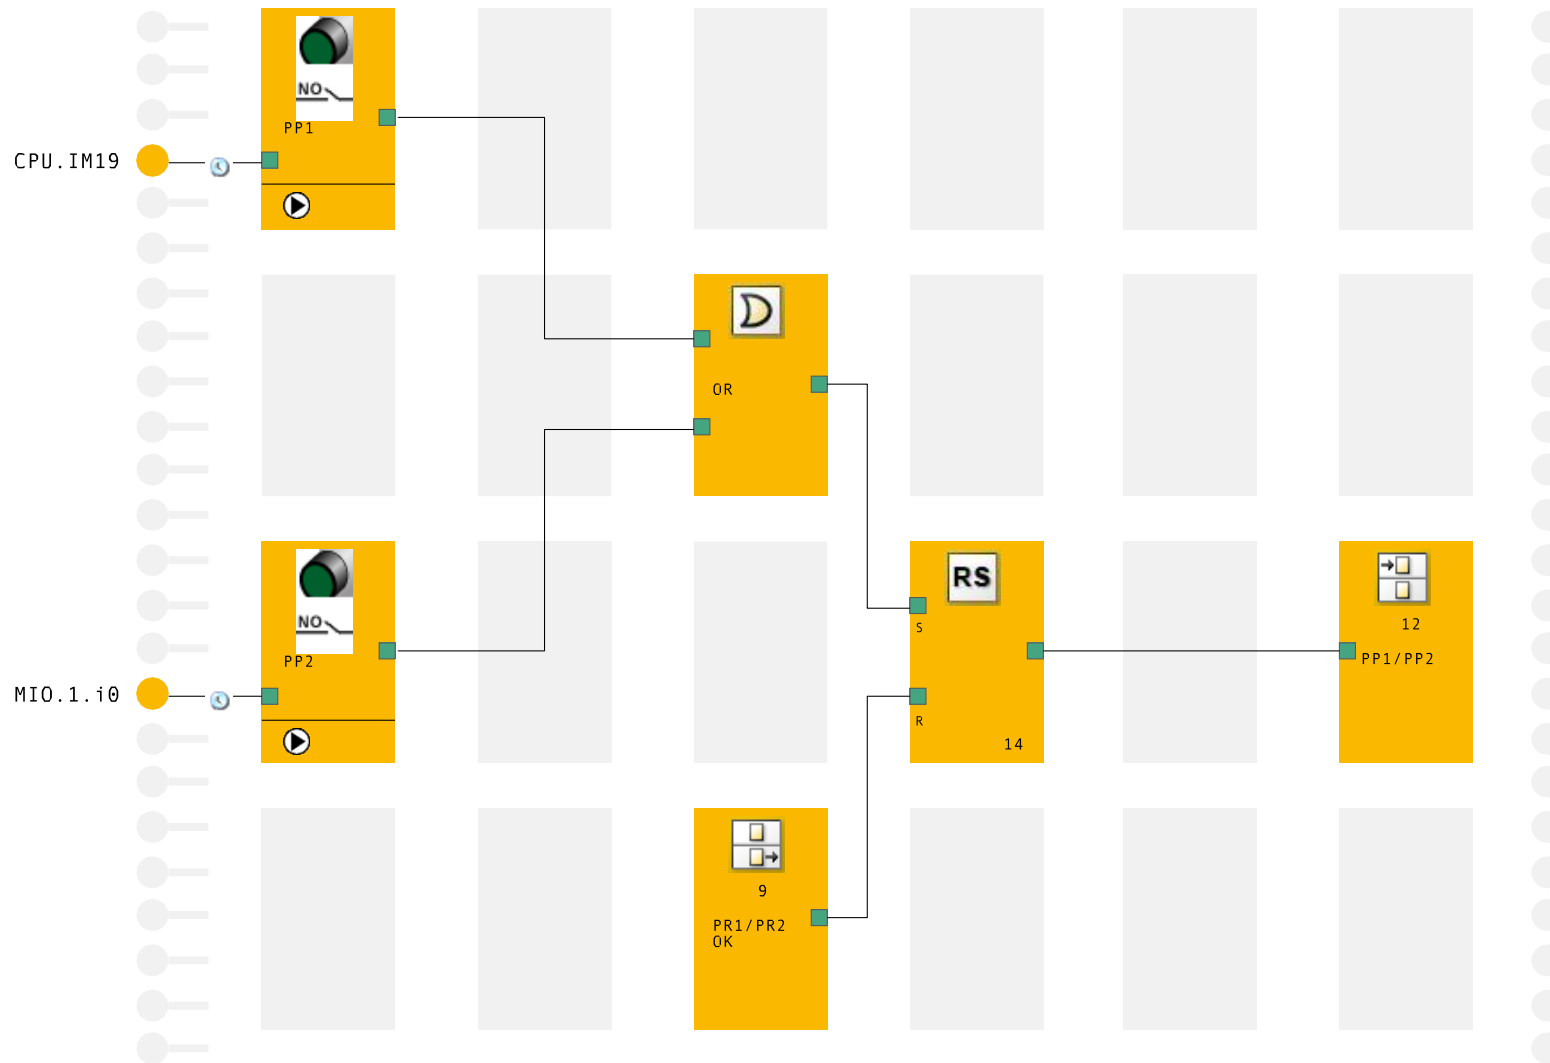 NO
PP1
CPU.IM19
OR
NO
PP2
MIO.1.i0
RS
S
R
14
12
PP1/PP2
9
PR1/PR2
OK